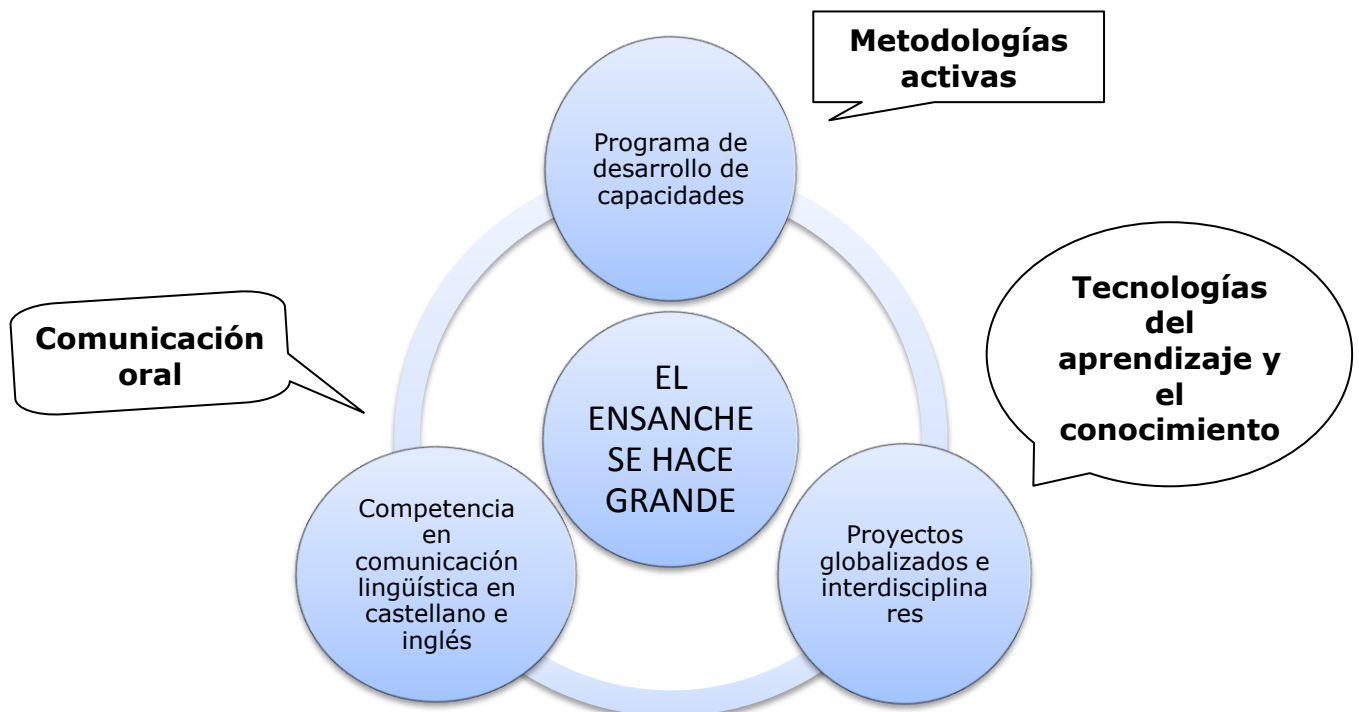 Metodologías
activas
Programa de
desarrollo de
capacidades
Tecnologías
del
aprendizaje y
el
conocimiento
Comunicación
oral
EL
ENSANCHE
SE HACE
GRANDE
Competencia
en
comunicación
lingüística en
castellano e
inglés
Proyectos
globalizados e
interdisciplina
res